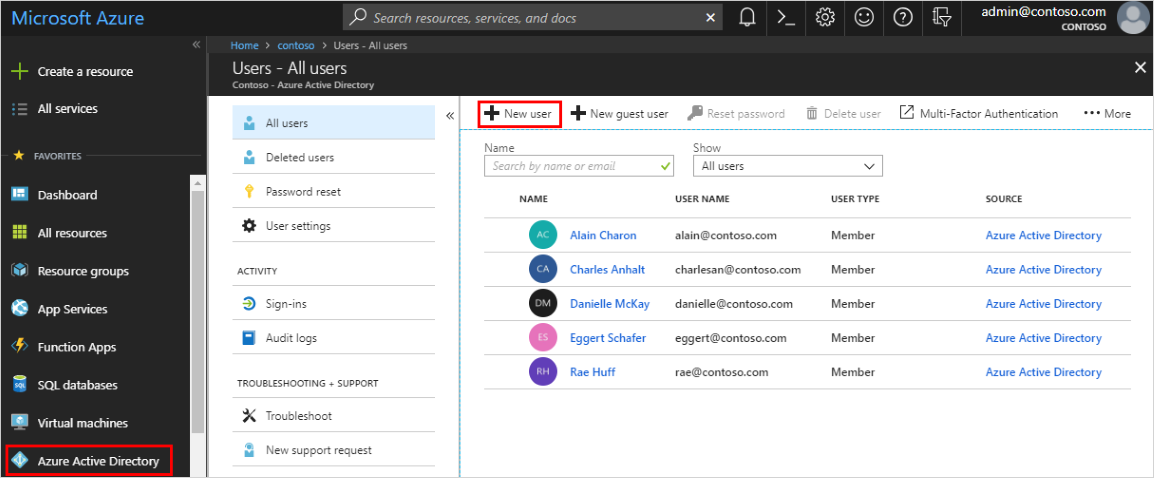 Microsoft Azure
Search resources, services, and docs
admin@contoso.com
CONTOSO
Create a resource
All services
FAVORITES
Dashboard
All resources
Resource groups
App Services
Function Apps
SQL databases
Virtual machines
Azure Active Directory
Home > contoso > Users - All users
Users - All users
Contoso - Azure Active Directory
All users
Deleted users
Password reset
User settings
ACTIVITY
Sign-ins
Audit logs
TROUBLESHOOTING + SUPPORT
Troubleshoot
New support request
New user New guest user Reset password Delete user Multi-Factor Authentication More
Name Show
Search by name or email All users
NAME USER NAME USER TYPE SOURCE
AC Alain Charon alain@contoso.com Member Azure Active Directory
CA Charles Anhalt charlesan@contoso.com Member Azure Active Directory
DM Danielle McKay danielle@contoso.com Member Azure Active Directory
ES Eggert Schafer eggert@contoso.com Member Azure Active Directory
RH Rae Huff rae@contoso.com Member Azure Active Directory